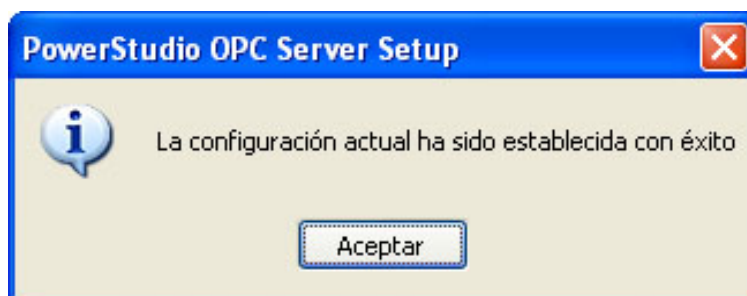 PowerStudio OPC Server Setup
La configuración actual ha sido establecida con éxito
Aceptar